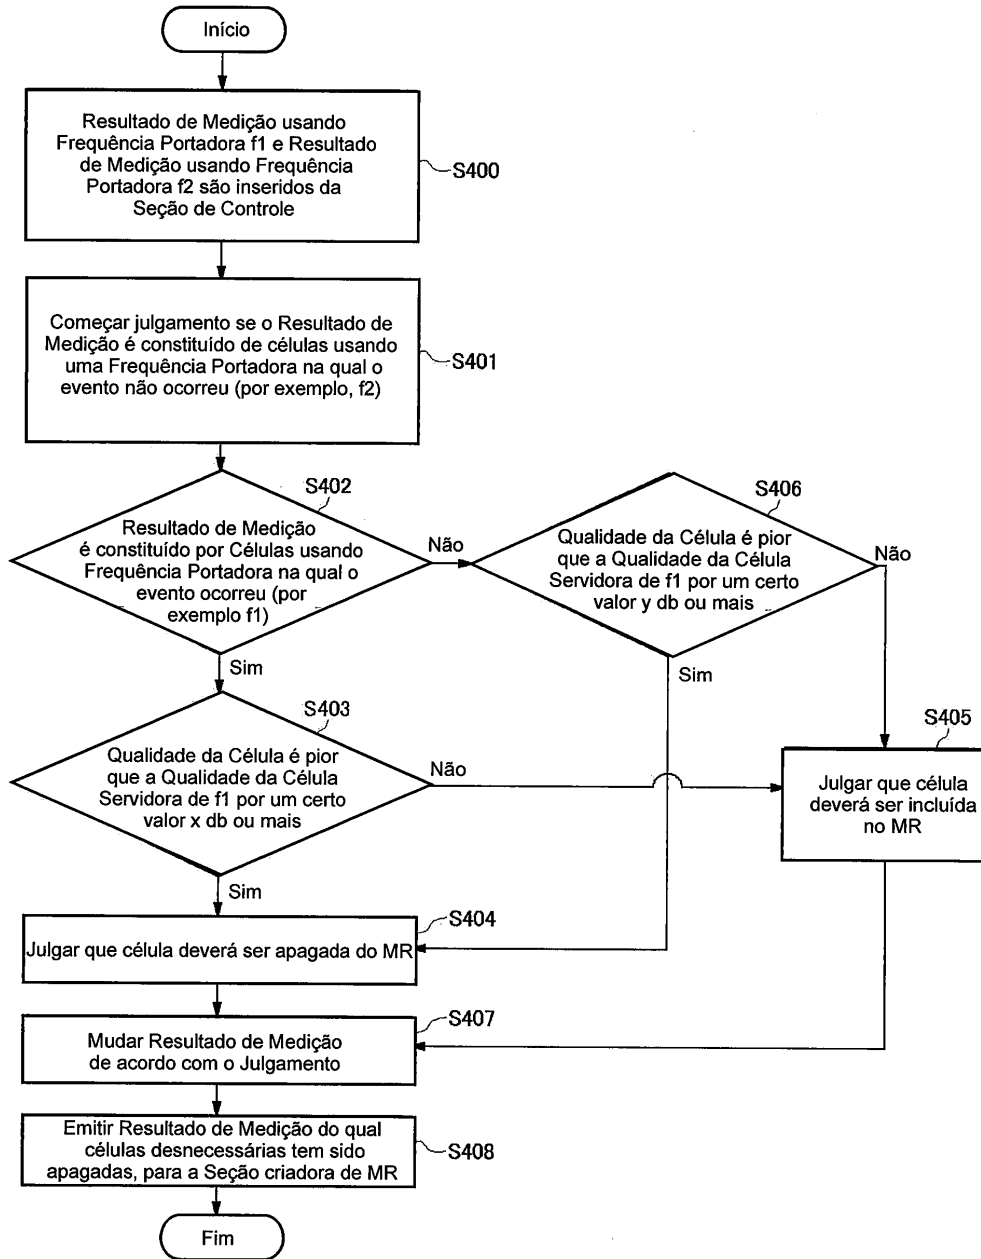 Início
Resultado de Medição usando
Frequência Portadora f1 e Resultado
de Medição usando Frequência
Portadora f2 são inseridos da
Seção de Controle
S400
Começar julgamento se o Resultado de
Medição é constituído de células usando
uma Frequência Portadora na qual o
evento não ocorreu (por exemplo, f2)
S401
S402
Resultado de Medição
é constituído por Células usando
Frequência Portadora na qual o
evento ocorreu (por
exemplo f1)
Não
Sim
S406
Qualidade da Célula é pior
que a Qualidade da Célula
Servidora de f1 por um certo
valor y db ou mais
Não
Sim
S403
Qualidade da Célula é pior
que a Qualidade da Célula
Servidora de f1 por um certo
valor x db ou mais
Não
Sim
S405
Julgar que célula
deverá ser incluída
no MR
S404
Julgar que célula deverá ser apagada do MR
S407
Mudar Resultado de Medição
de acordo com o Julgamento
Emitir Resultado de Medição do qual
células desnecessárias tem sido
apagadas, para a Seção criadora de MR
S408
Fim